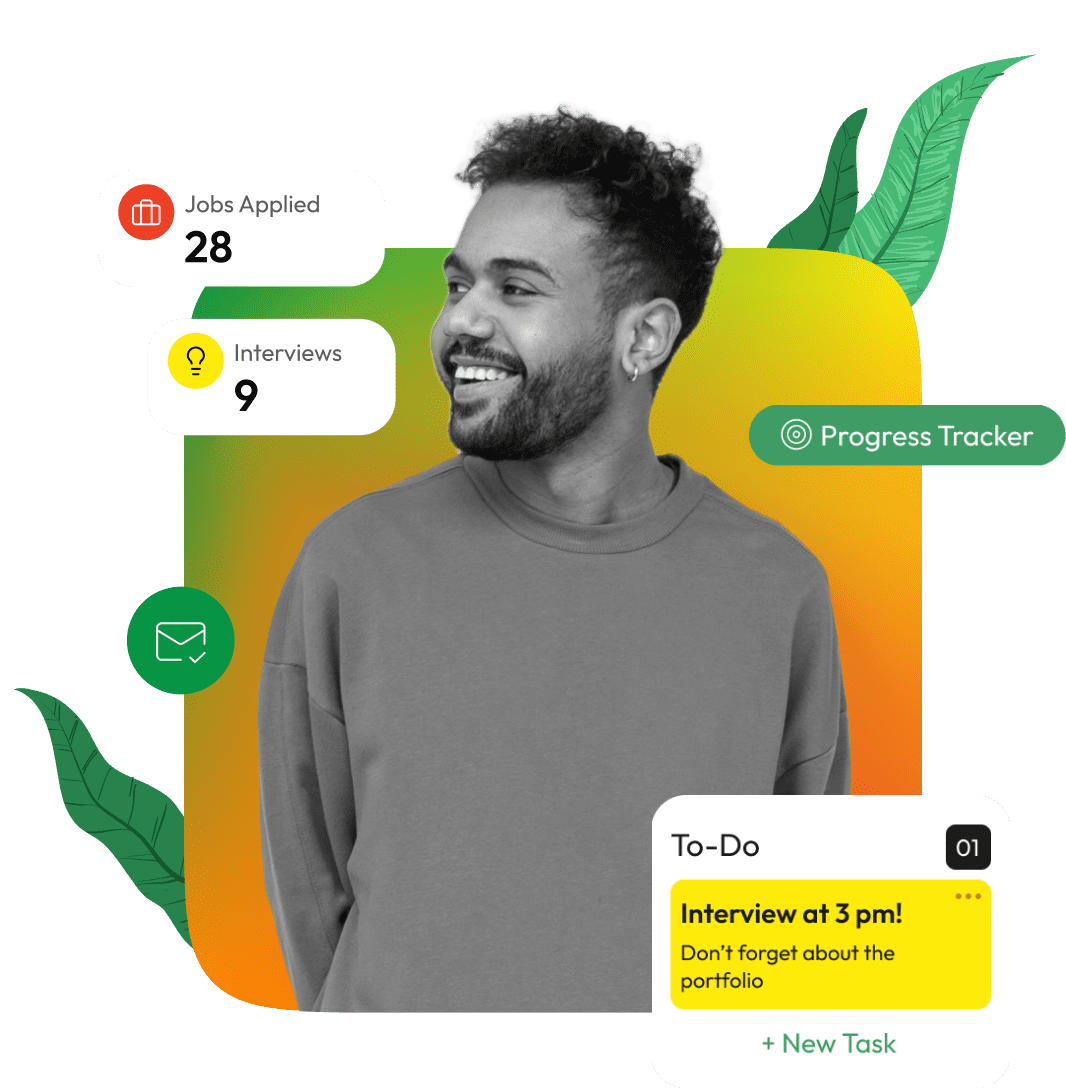 Jobs Applied
28
Interviews
9
Progress Tracker
To-Do
01
Interview at 3 pm!
Don't forget about the
portfolio
+ New Task